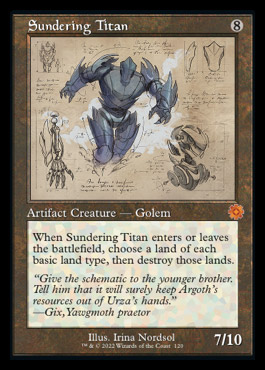 Sundering Titan 8
Artifact Creature — Golem
When Sundering Titan enters or leaves
the battlefield, choose a land of each
basic land type, then destroy those lands.
“Give the schematic to the younger brother.
Tell him that it will surely keep Argoth’s
resources out of Urza’s hands.”
—Gix, Yawgmoth praetor
Illus. Irina Nordsol
™ & © 2022 Wizards of the Coast 120
7/10